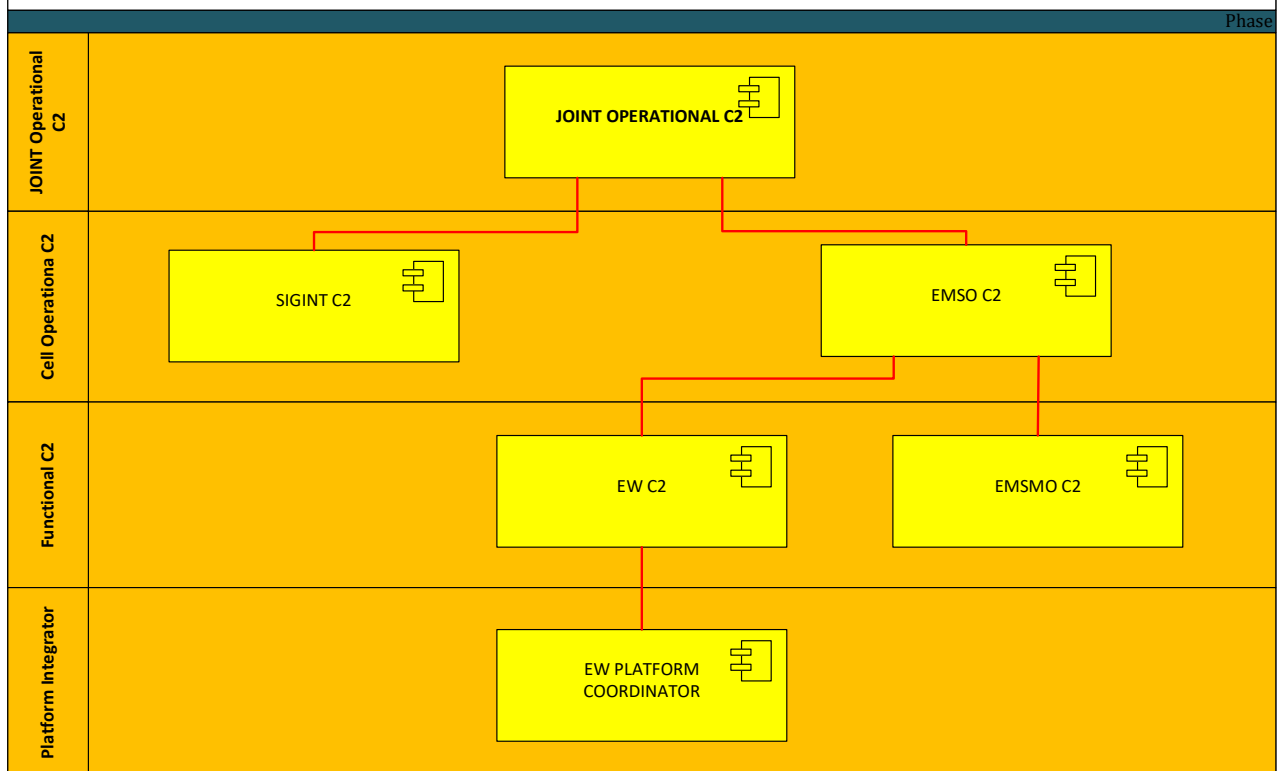 Phase
JOINT Operational
C2
JOINT OPERATIONAL C2
Cell Operationa C2
SIGINT C2
EMSO C2
Functional C2
EW C2
EMSMO C2
Platform Integrator
EW PLATFORM
COORDINATOR